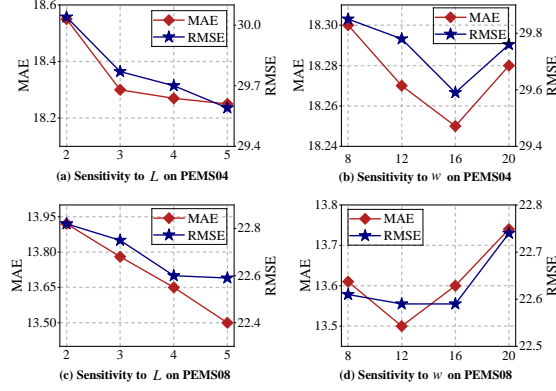 18.6
18.4
18.2
MAE
MAE
RMSE
30.0
29.7
29.4
RMSE
2 3 4 5
(a) Sensitivity to L on PEMS04
18.30
18.28
18.26
18.24
MAE
MAE
RMSE
29.8
29.6
29.4
RMSE
8 12 16 20
(b) Sensitivity to w on PEMS04
13.95
13.80
13.65
13.50
MAE
MAE
RMSE
22.8
22.6
22.4
RMSE
2 3 4 5
(c) Sensitivity to L on PEMS08
13.8
13.7
13.6
13.5
MAE
MAE
RMSE
22.8
22.7
22.6
22.5
RMSE
8 12 16 20
(d) Sensitivity to w on PEMS08